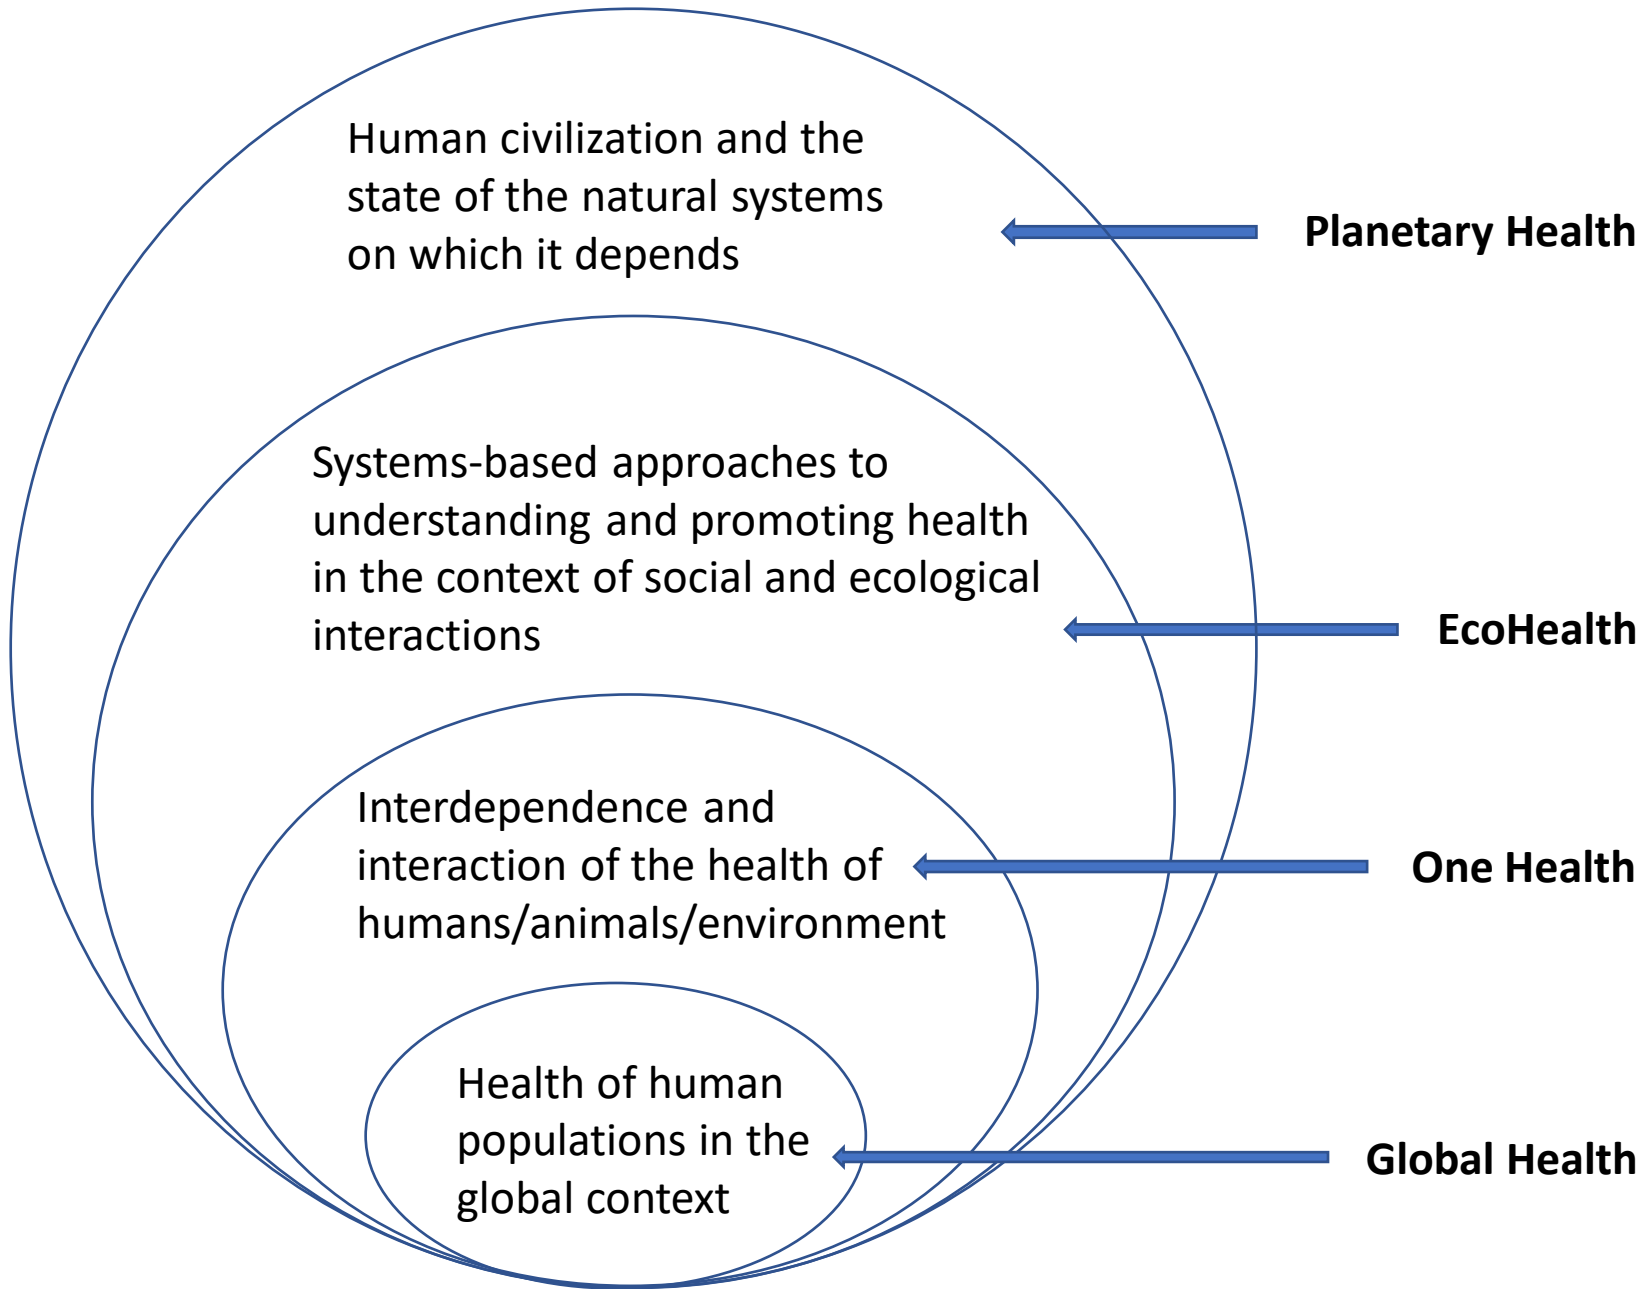 Human civilization and the
state of the natural systems
on which it depends
Planetary Health
Systems-based approaches to
understanding and promoting health
in the context of social and ecological
interactions
EcoHealth
Interdependence and
interaction of the health of
humans/animals/environment
One Health
Health of human
populations in the
global context
Global Health